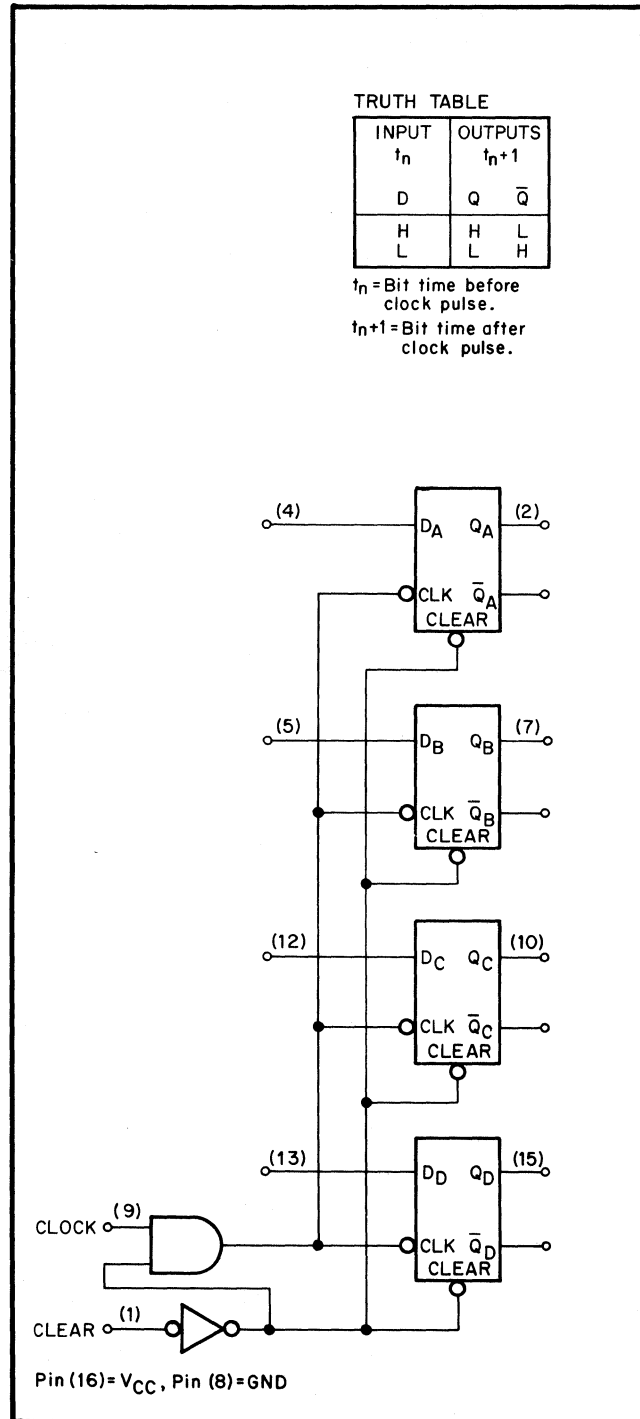 TRUTH TABLE
INPUT OUTPUTS
tn tn+1
D Q Q̅
H H L
L L H
tn=Bit time before
clock pulse.
tn+1=Bit time after
clock pulse.
(4) DA QA (2)
CLK Q̅A
CLEAR
(5) DB QB (7)
CLK Q̅B
CLEAR
(12) DC QC (10)
CLK Q̅C
CLEAR
(13) DD QD (15)
CLOCK (9) CLK Q̅D
CLEAR
CLEAR (1)
Pin (16)=VCC, Pin (8)=GND